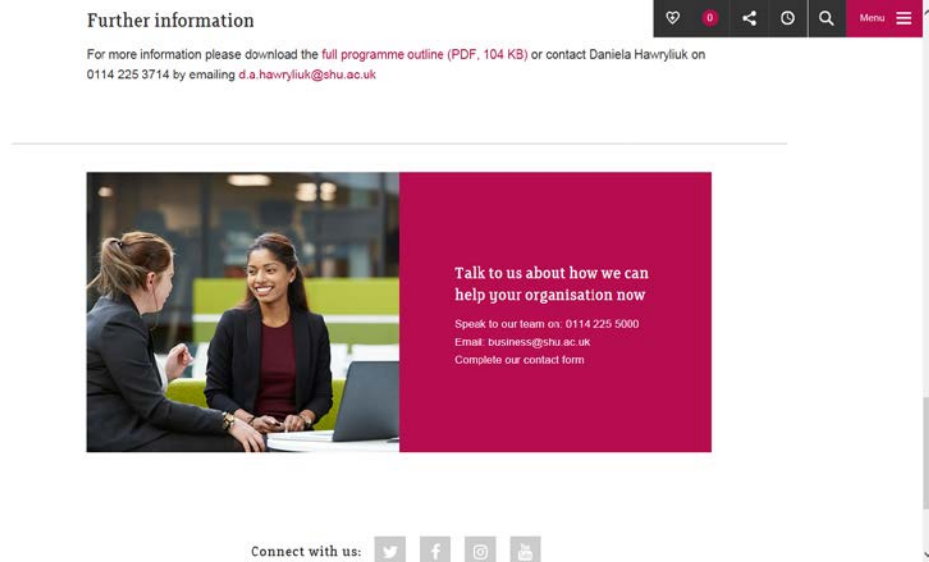 Further information
0
Menu
For more information please download the full programme outline (PDF, 104 KB) or contact Daniela Hawryliuk on
0114 225 3714 by emailing d.a.hawryliuk@shu.ac.uk
Talk to us about how we can
help your organisation now
Speak to our team on: 0114 225 5000
Email: business@shu.ac.uk
Complete our contact form
Connect with us: